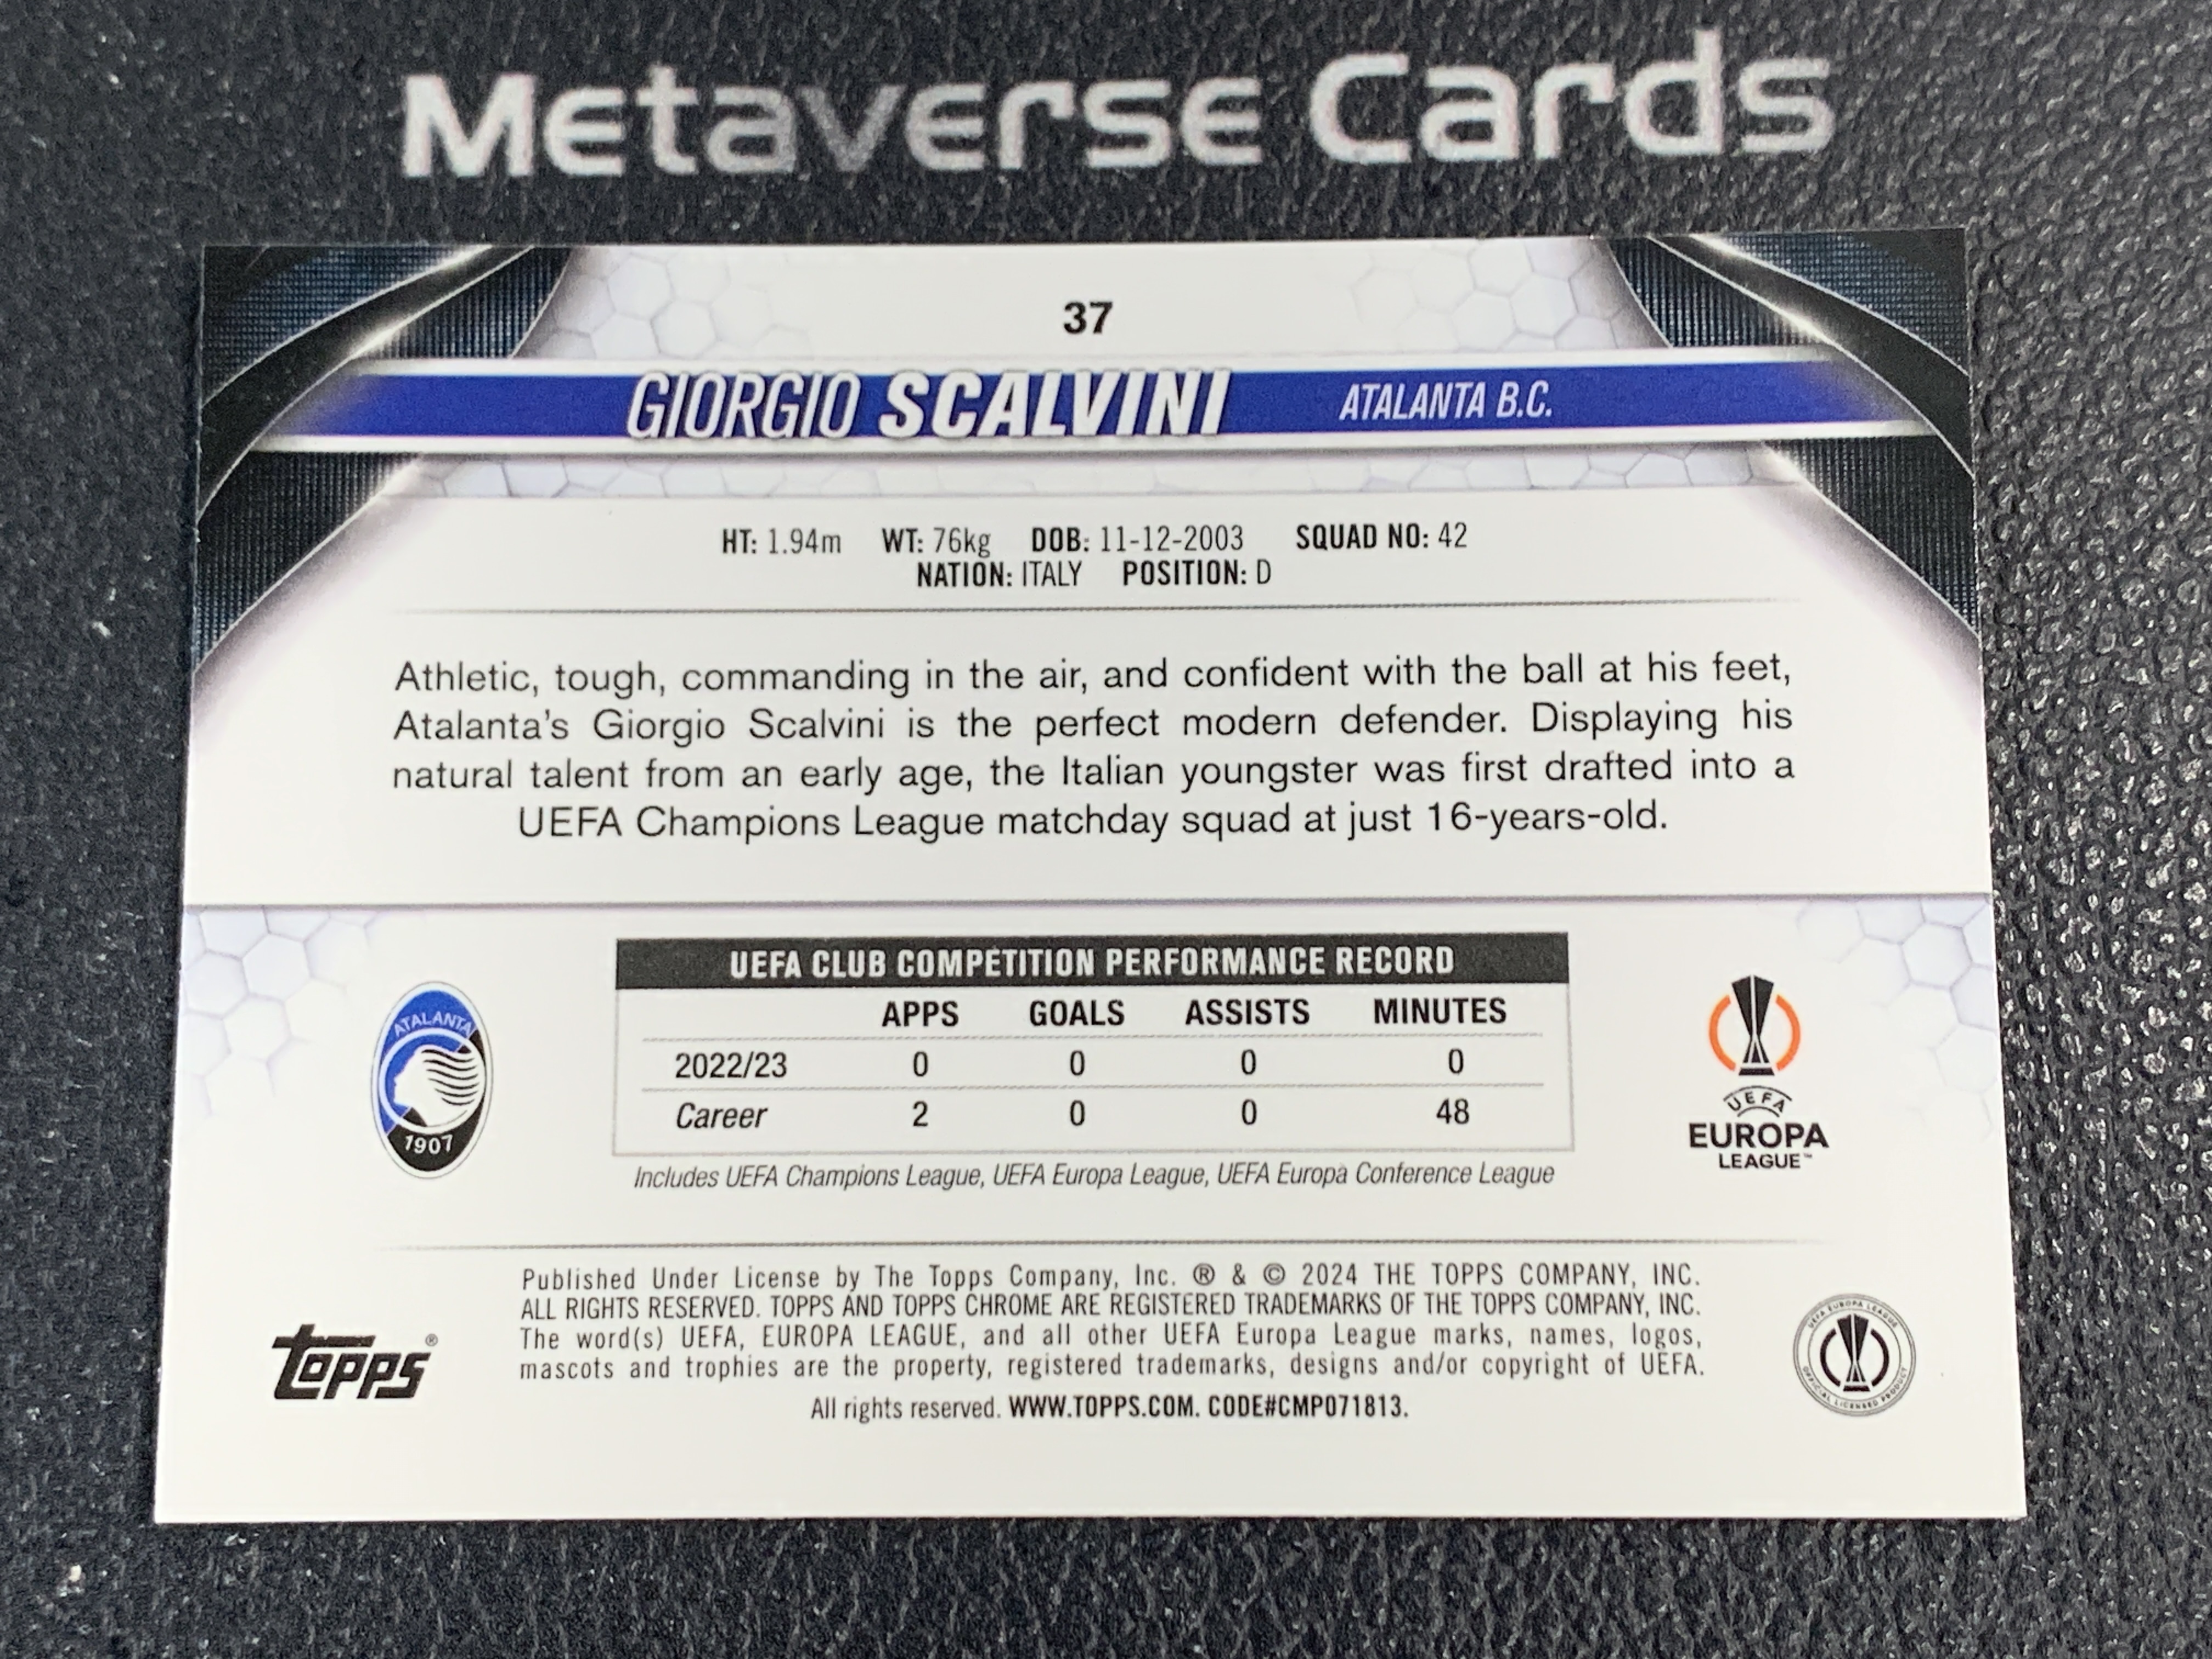 Metaverse Cards
37
GIORGIO SCALVINI ATALANTA B.C.
HT: 1.94m WT: 76kg DOB: 11-12-2003 SQUAD NO: 42
NATION: ITALY POSITION: D
Athletic, tough, commanding in the air, and confident with the ball at his feet,
Atalanta's Giorgio Scalvini is the perfect modern defender. Displaying his
natural talent from an early age, the Italian youngster was first drafted into a
UEFA Champions League matchday squad at just 16-years-old.
ATALANTA
1907
UEFA CLUB COMPETITION PERFORMANCE RECORD
APPS GOALS ASSISTS MINUTES
2022/23 0 0 0 0
Career 2 0 0 48
Includes UEFA Champions League, UEFA Europa League, UEFA Europa Conference League
UEFA
EUROPA
LEAGUE™
Published Under License by The Topps Company, Inc. ® & © 2024 THE TOPPS COMPANY, INC.
ALL RIGHTS RESERVED. TOPPS AND TOPPS CHROME ARE REGISTERED TRADEMARKS OF THE TOPPS COMPANY, INC.
The word(s) UEFA, EUROPA LEAGUE, and all other UEFA Europa League marks, names, logos,
mascots and trophies are the property, registered trademarks, designs and/or copyright of UEFA.
All rights reserved. WWW.TOPPS.COM. CODE#CMP071813.
Topps®
UEFA EUROPA LEAGUE
OFFICIAL LICENSED PRODUCT